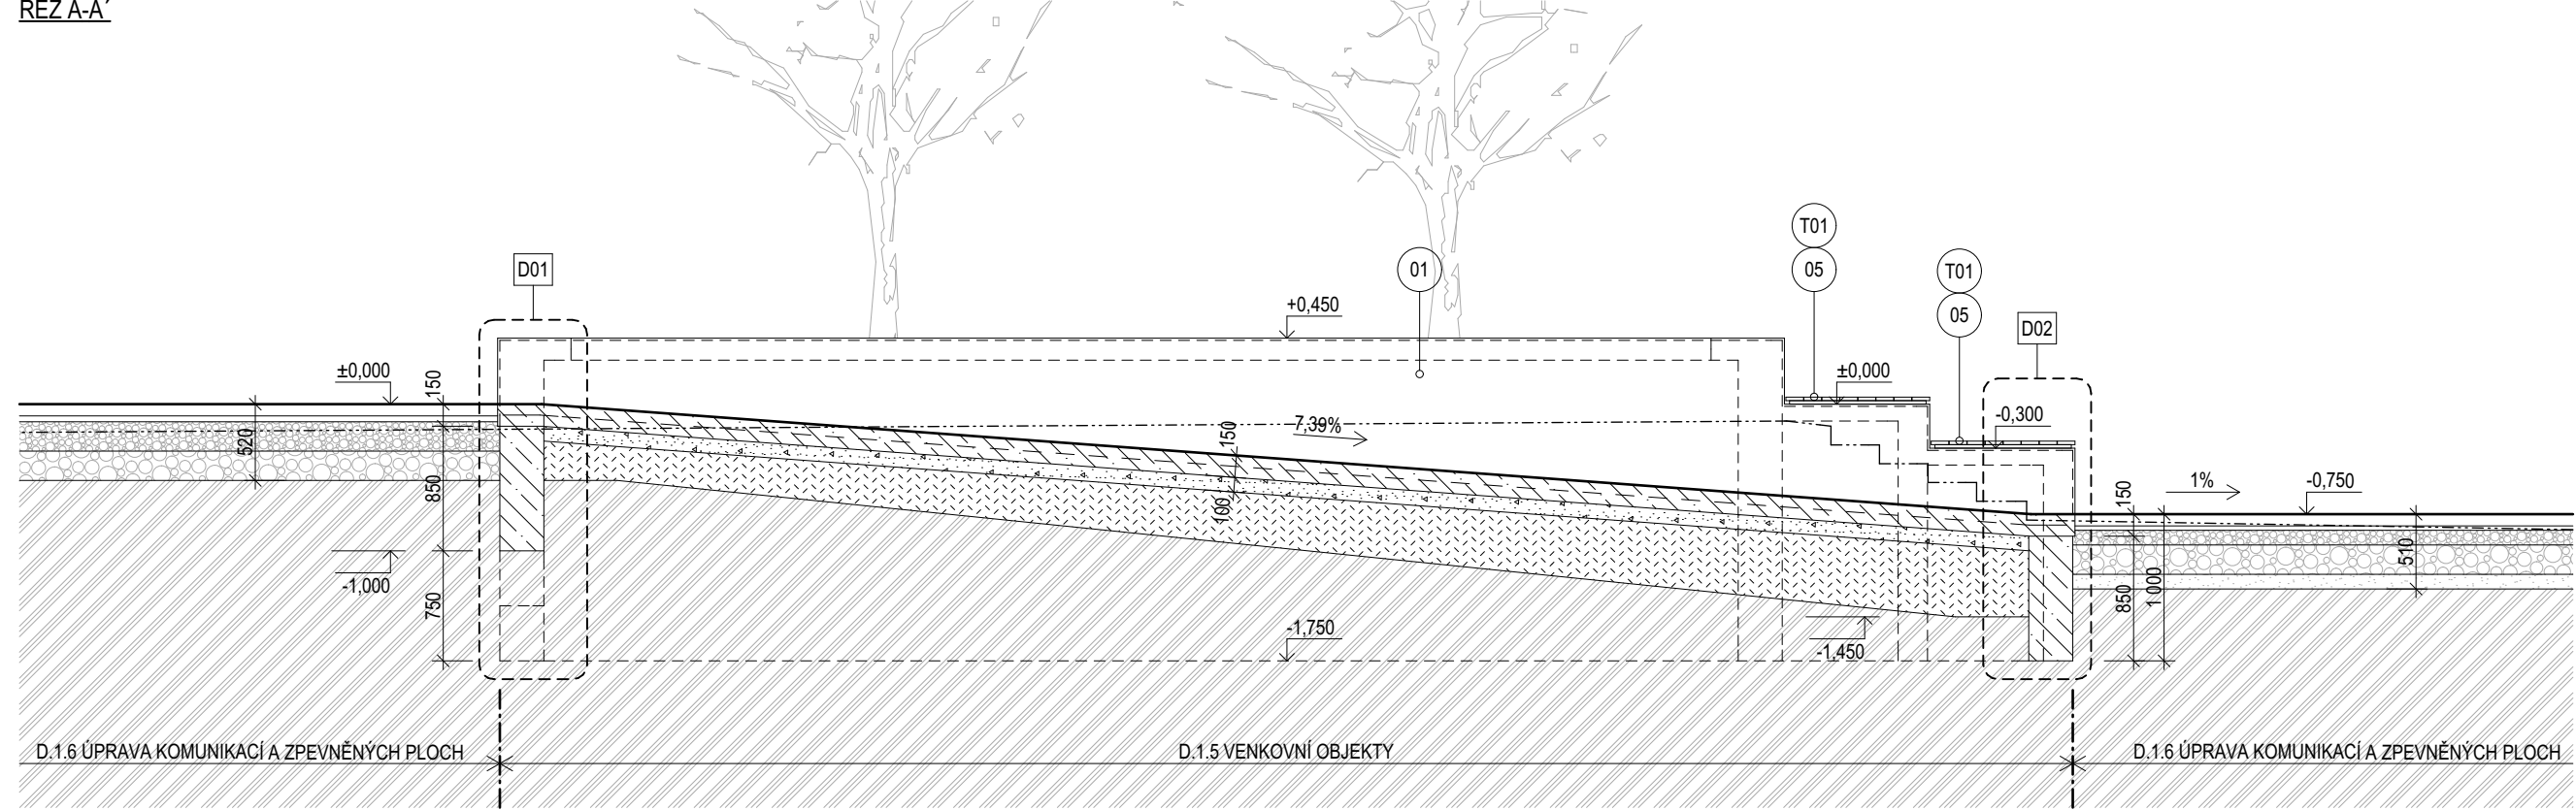 ŘEZ A-A´
T01
05
T01
05
D01
01
D02
+0,450
±0,000
150
±0,000
-0,300
520
7,39%
150
1%
-0,750
150
850
100
510
-1,000
850
1 000
750
-1,750
-1,450
D.1.6 ÚPRAVA KOMUNIKACÍ A ZPEVNĚNÝCH PLOCH
D.1.5 VENKOVNÍ OBJEKTY
D.1.6 ÚPRAVA KOMUNIKACÍ A ZPEVNĚNÝCH PLOCH